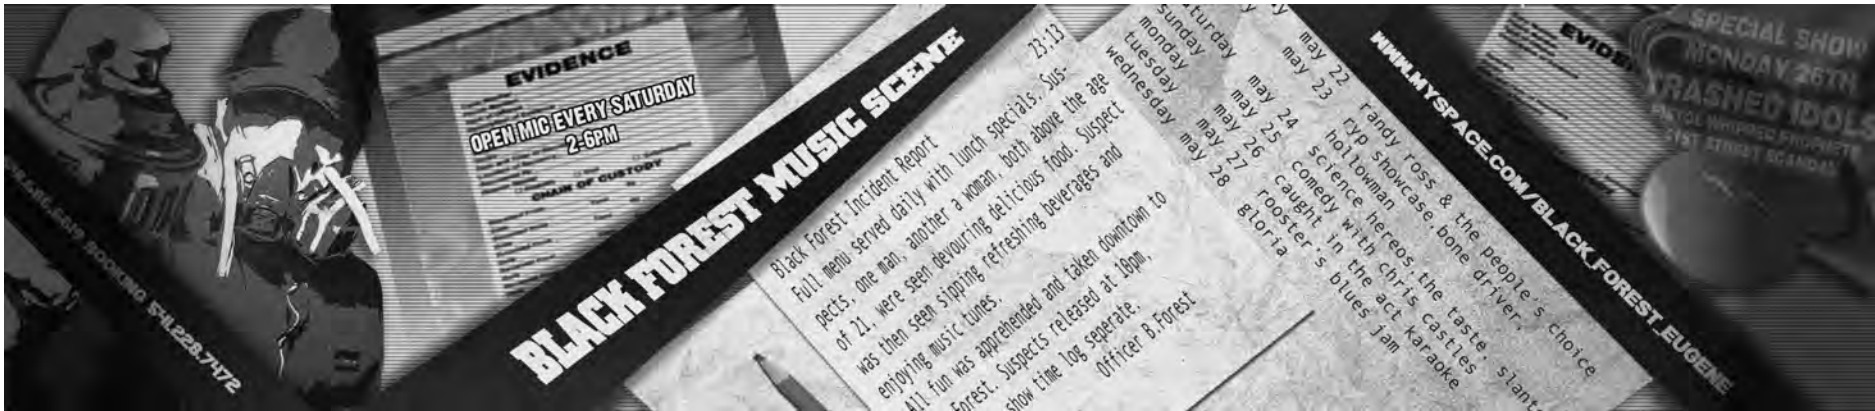 EVIDENCE
OPEN MIC EVERY SATURDAY
2-6PM
CHAIN OF CUSTODY
BOOKING 541.228.7472
BLACK FOREST MUSIC SCENE
23:13
Black Forest Incident Report
Full menu served daily with lunch specials. Sus-
pects, one man, another a woman, both above the age
of 21, were seen devouring delicious food. Suspect
was then seen sipping refreshing beverages and
enjoying music tunes.
All fun was apprehended and taken downtown to
Forest. Suspects released at 10pm,
show time log seperate.
Officer B.Forest
may 22 randy ross & the people's choice
may 23 ryp showcase.bone driver,
hollowman
saturday may 24 science hereos,the taste, slant
sunday may 25 comedy with chris castles
monday may 26 caught in the act karaoke
tuesday may 27 rooster's blues jam
wednesday may 28 gloria
WWW.MYSPACE.COM/BLACK_FOREST_EUGENE
SPECIAL SHOW
MONDAY 26TH
TRASHED IDOLS
PISTOL WHIPPED PROPHETS
21ST STREET SCANDAL